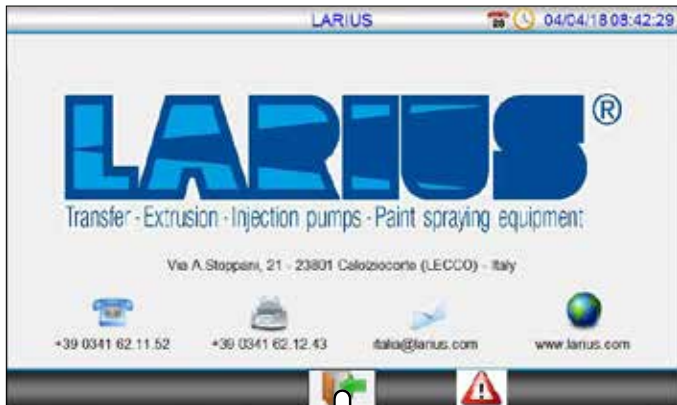 LARIUS 04/04/18 08:42:29
LARIUS®
Transfer - Extrusion - Injection pumps - Paint spraying equipment
Via A.Stoppani, 21 - 23801 Calolziocorte (LECCO) - Italy
+39 0341 62.11.52 +39 0341 62.12.43 italia@larius.com www.larius.com